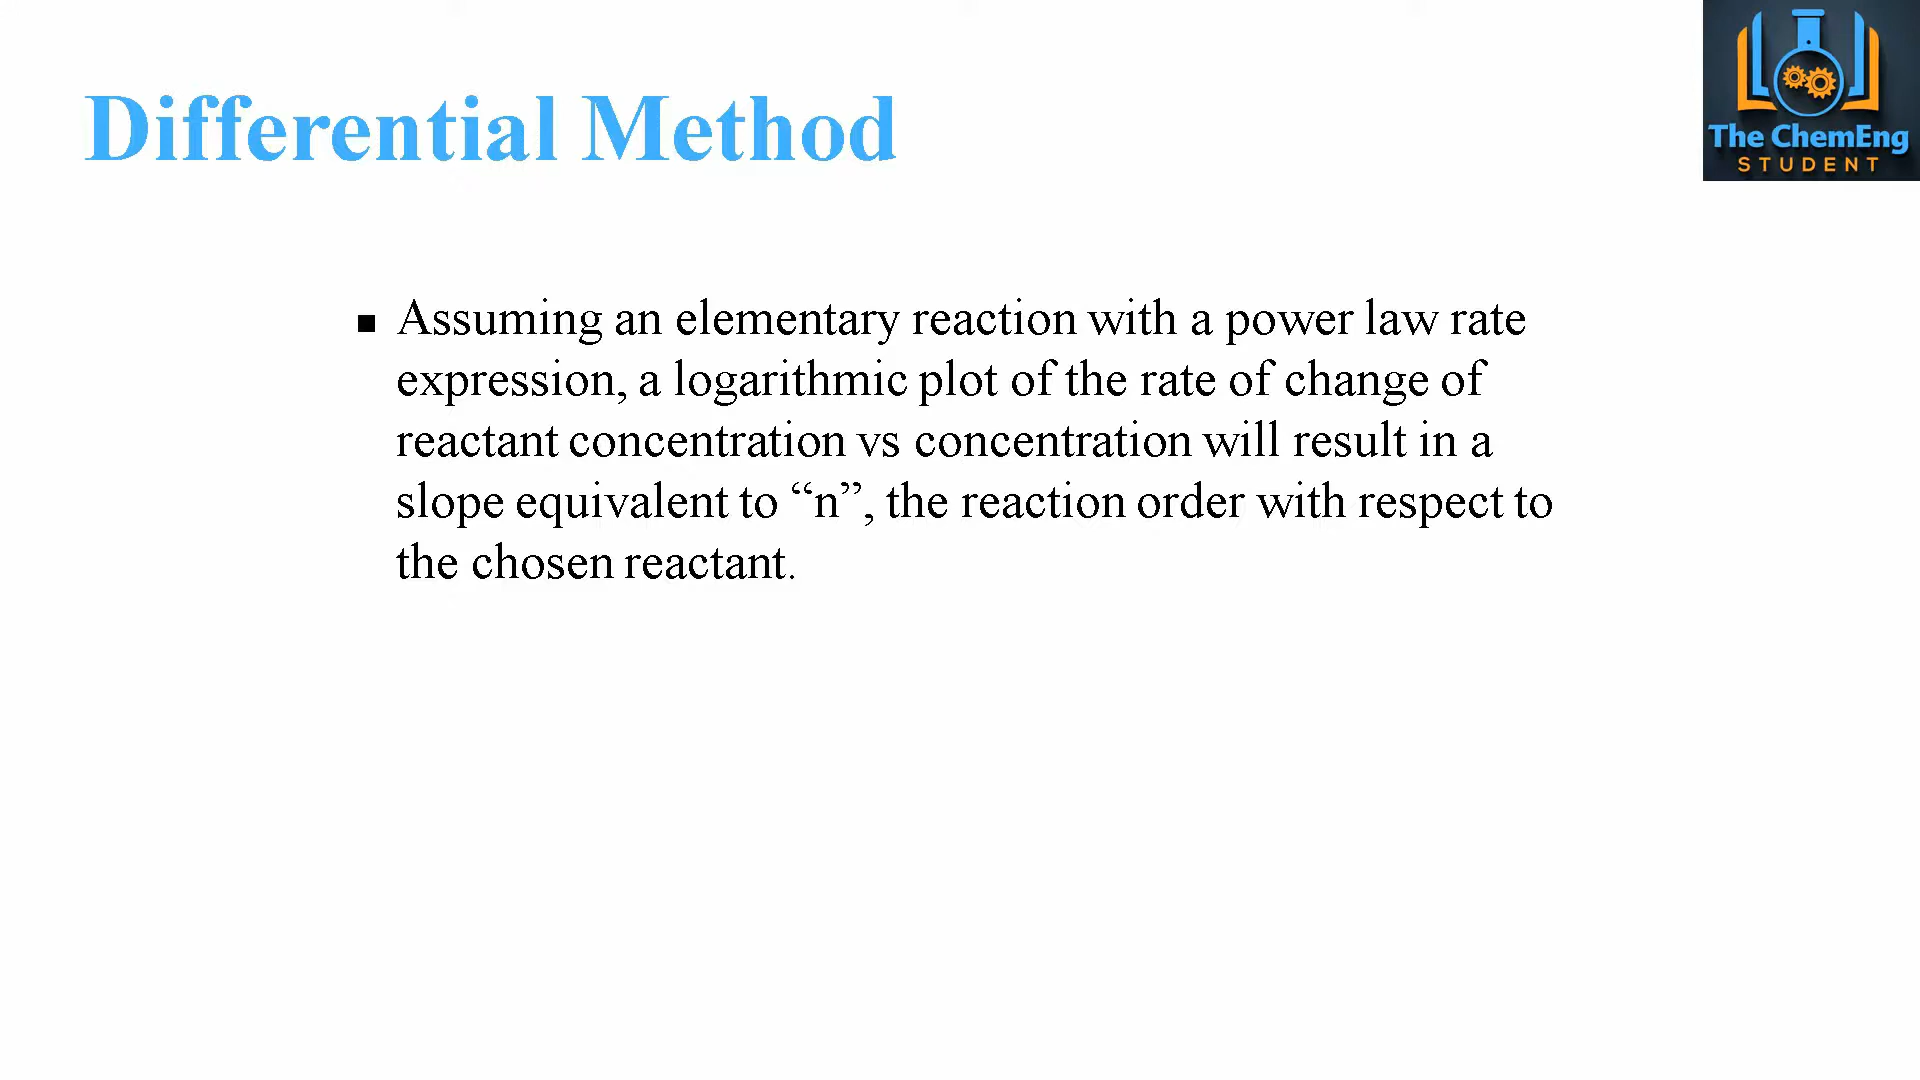 Differential Method
The ChemEng
STUDENT
▪ Assuming an elementary reaction with a power law rate
expression, a logarithmic plot of the rate of change of
reactant concentration vs concentration will result in a
slope equivalent to “n”, the reaction order with respect to
the chosen reactant.